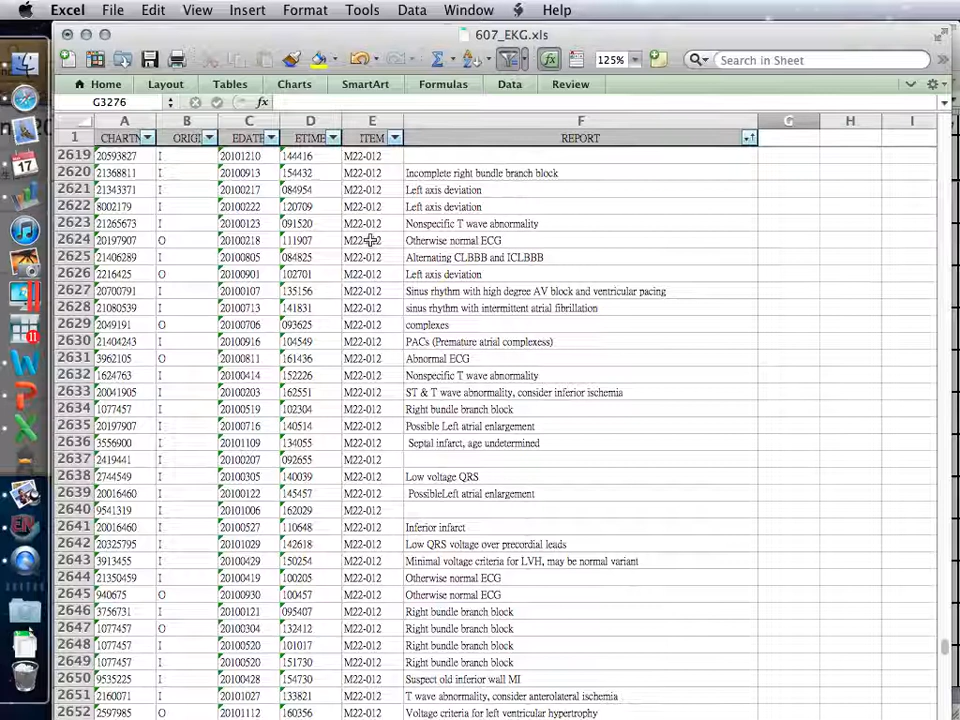 Excel File Edit View Insert Format Tools Data Window Help
607_EKG.xls
125% Search in Sheet
Home Layout Tables Charts SmartArt Formulas Data Review
G3276 fx
A B C D E F G H I
1 CHARTN ORIGI EDATE ETIME ITEM REPORT
2619 20593827 I 20101210 144416 M22-012
2620 21368811 I 20100913 154432 M22-012 Incomplete right bundle branch block
2621 21343371 I 20100217 084954 M22-012 Left axis deviation
2622 8002179 I 20100222 120709 M22-012 Left axis deviation
2623 21265673 I 20100123 091520 M22-012 Nonspecific T wave abnormality
2624 20197907 O 20100218 111907 M22-012 Otherwise normal ECG
2625 21406289 I 20100805 084825 M22-012 Alternating CLBBB and ICLBBB
2626 2216425 O 20100901 102701 M22-012 Left axis deviation
2627 20700791 I 20100107 135156 M22-012 Sinus rhythm with high degree AV block and ventricular pacing
2628 21080539 I 20100713 141831 M22-012 sinus rhythm with intermittent atrial fibrillation
2629 2049191 O 20100706 093625 M22-012 complexes
2630 21404243 I 20100916 104549 M22-012 PACs (Premature atrial complexess)
2631 3962105 O 20100811 161436 M22-012 Abnormal ECG
2632 1624763 I 20100414 152226 M22-012 Nonspecific T wave abnormality
2633 20041905 I 20100203 162551 M22-012 ST & T wave abnormality, consider inferior ischemia
2634 1077457 I 20100519 102304 M22-012 Right bundle branch block
2635 20197907 I 20100716 140514 M22-012 Possible Left atrial enlargement
2636 3556900 I 20101109 134055 M22-012 Septal infarct, age undetermined
2637 2419441 I 20100207 092655 M22-012
2638 2744549 I 20100305 140039 M22-012 Low voltage QRS
2639 20016460 I 20100122 145457 M22-012 PossibleLeft atrial enlargement
2640 9541319 I 20101006 162029 M22-012
2641 20016460 I 20100527 110648 M22-012 Inferior infarct
2642 20325795 I 20101029 142618 M22-012 Low QRS voltage over precordial leads
2643 3913455 I 20100429 150254 M22-012 Minimal voltage criteria for LVH, may be normal variant
2644 21350459 I 20100419 100205 M22-012 Otherwise normal ECG
2645 940675 O 20100930 100457 M22-012 Otherwise normal ECG
2646 3756731 I 20100121 095407 M22-012 Right bundle branch block
2647 1077457 O 20100304 132412 M22-012 Right bundle branch block
2648 1077457 I 20100520 101017 M22-012 Right bundle branch block
2649 1077457 I 20100520 151730 M22-012 Right bundle branch block
2650 9535225 I 20100428 154730 M22-012 Suspect old inferior wall MI
2651 2160071 I 20101027 133821 M22-012 T wave abnormality, consider anterolateral ischemia
2652 2597985 O 20101112 160356 M22-012 Voltage criteria for left ventricular hypertrophy
17
11